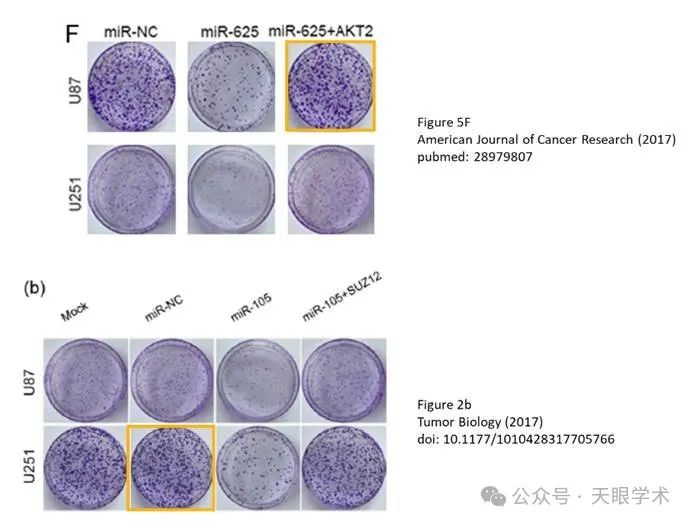 F
miR-NC miR-625 miR-625+AKT2
U87
U251
Figure 5F
American Journal of Cancer Research (2017)
pubmed: 28979807
(b)
Mock miR-NC miR-105 miR-105+SUZ12
U87
U251
Figure 2b
Tumor Biology (2017)
doi: 10.1177/1010428317705766
公众号 · 天眼学术